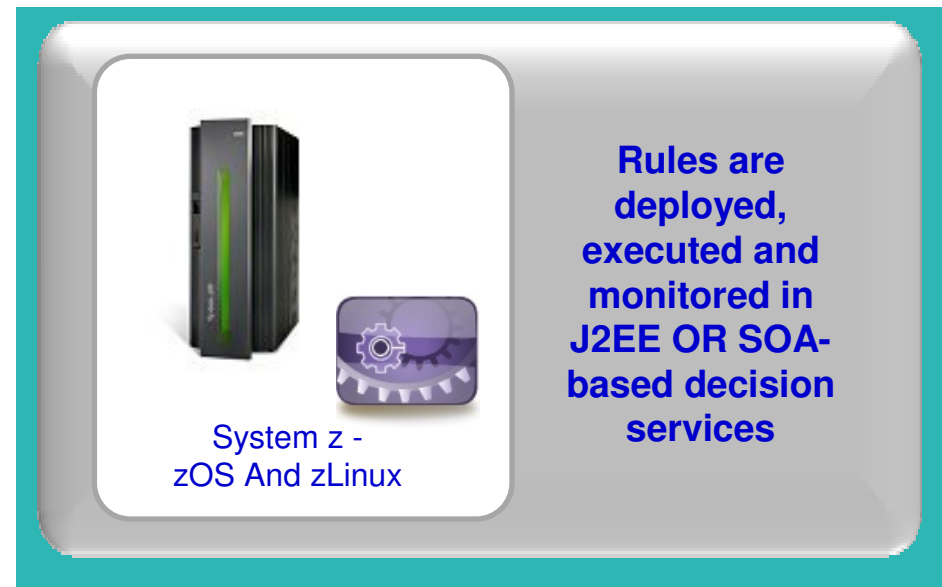 System z -
zOS And zLinux
Rules are
deployed,
executed and
monitored in
J2EE OR SOA-
based decision
services